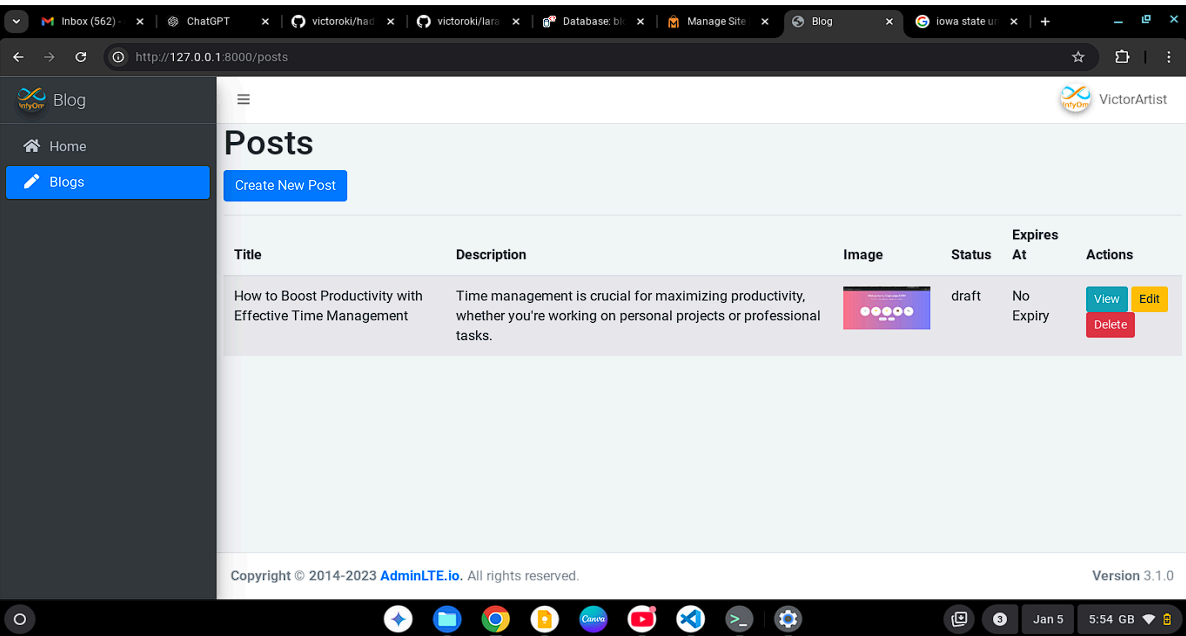 Inbox (562) -
ChatGPT
victoroki/had
victoroki/lara
Database: blo
Manage Site
Blog
iowa state un
http://127.0.0.1:8000/posts
Blog
VictorArtist
Home
Blogs
Posts
Create New Post
Title
Description
Image
Status
Expires
At
Actions
How to Boost Productivity with
Effective Time Management
Time management is crucial for maximizing productivity,
whether you're working on personal projects or professional
tasks.
draft
No
Expiry
View
Edit
Delete
Copyright © 2014-2023 AdminLTE.io. All rights reserved.
Version 3.1.0
Canva
3
Jan 5
5:54 GB